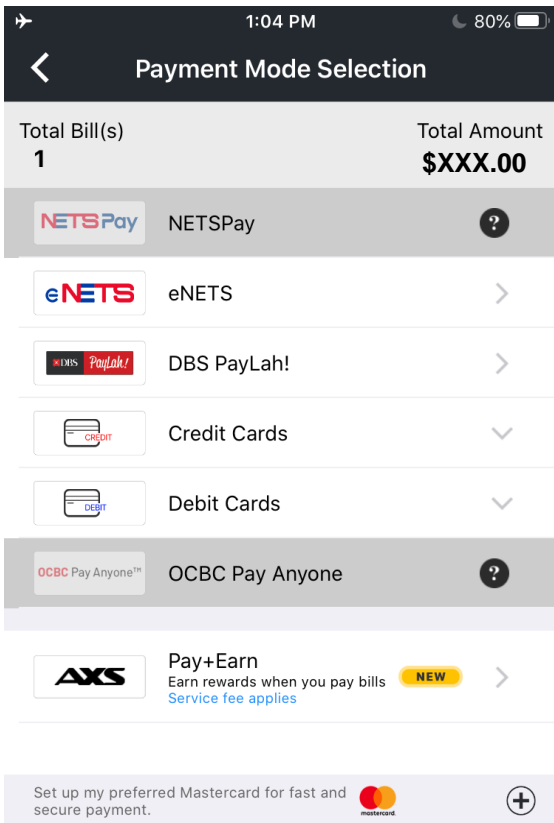 1:04 PM 80%
Payment Mode Selection
Total Bill(s) Total Amount
1 $XXX.00
NETSPay NETSPay ?
eNETS eNETS
DBS PayLah! DBS PayLah!
CREDIT Credit Cards
DEBIT Debit Cards
OCBC Pay Anyone™ OCBC Pay Anyone ?
Pay+Earn
AXS Earn rewards when you pay bills NEW
Service fee applies
Set up my preferred Mastercard for fast and
secure payment. mastercard.